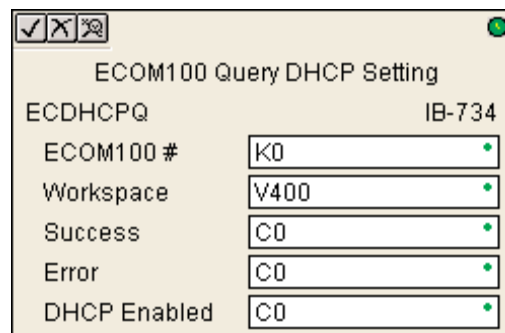 ECOM100 Query DHCP Setting
ECDHCPQ IB-734
ECOM100 # K0
Workspace V400
Success C0
Error C0
DHCP Enabled C0